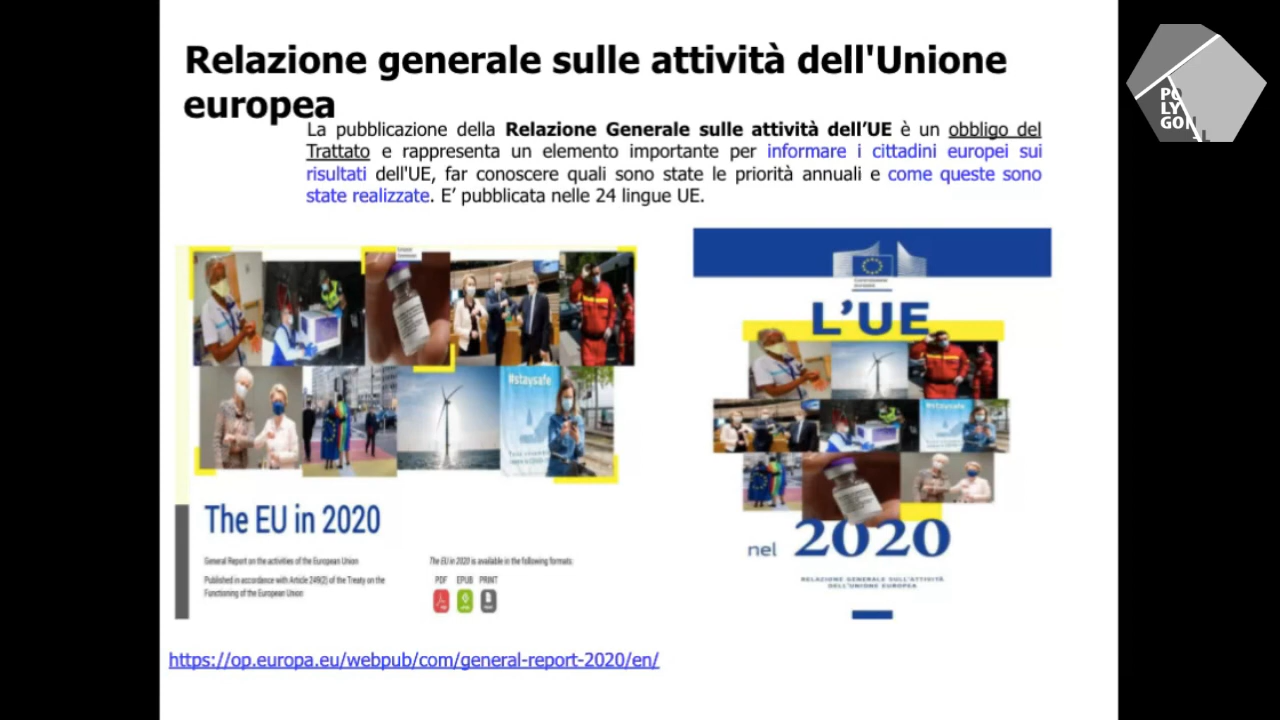 Relazione generale sulle attività dell'Unione
europea
La pubblicazione della Relazione Generale sulle attività dell’UE è un obbligo del
Trattato e rappresenta un elemento importante per informare i cittadini europei sui
risultati dell'UE, far conoscere quali sono state le priorità annuali e come queste sono
state realizzate. E’ pubblicata nelle 24 lingue UE.
PO
LY
GON
#staysafe
The EU in 2020
General Report on the activities of the European Union
Published in accordance with Article 249(2) of the Treaty on the
Functioning of the European Union
The EU in 2020 is available in the following formats:
PDF EPUB PRINT
L’UE
#staysafe
nel 2020
RELAZIONE GENERALE SULL'ATTIVITÀ
DELL'UNIONE EUROPEA
https://op.europa.eu/webpub/com/general-report-2020/en/